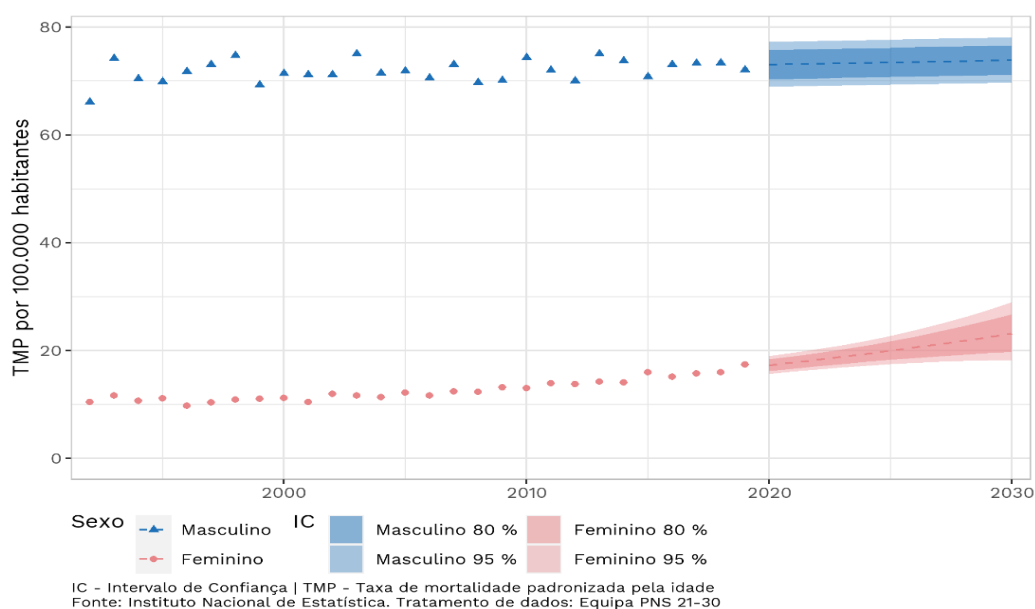 TMP por 100.000 habitantes
80
60
40
20
0
2000
2010
2020
2030
Sexo
Masculino
Feminino
IC
Masculino 80 %
Masculino 95 %
Feminino 80 %
Feminino 95 %
IC - Intervalo de Confiança | TMP - Taxa de mortalidade padronizada pela idade
Fonte: Instituto Nacional de Estatística. Tratamento de dados: Equipa PNS 21-30